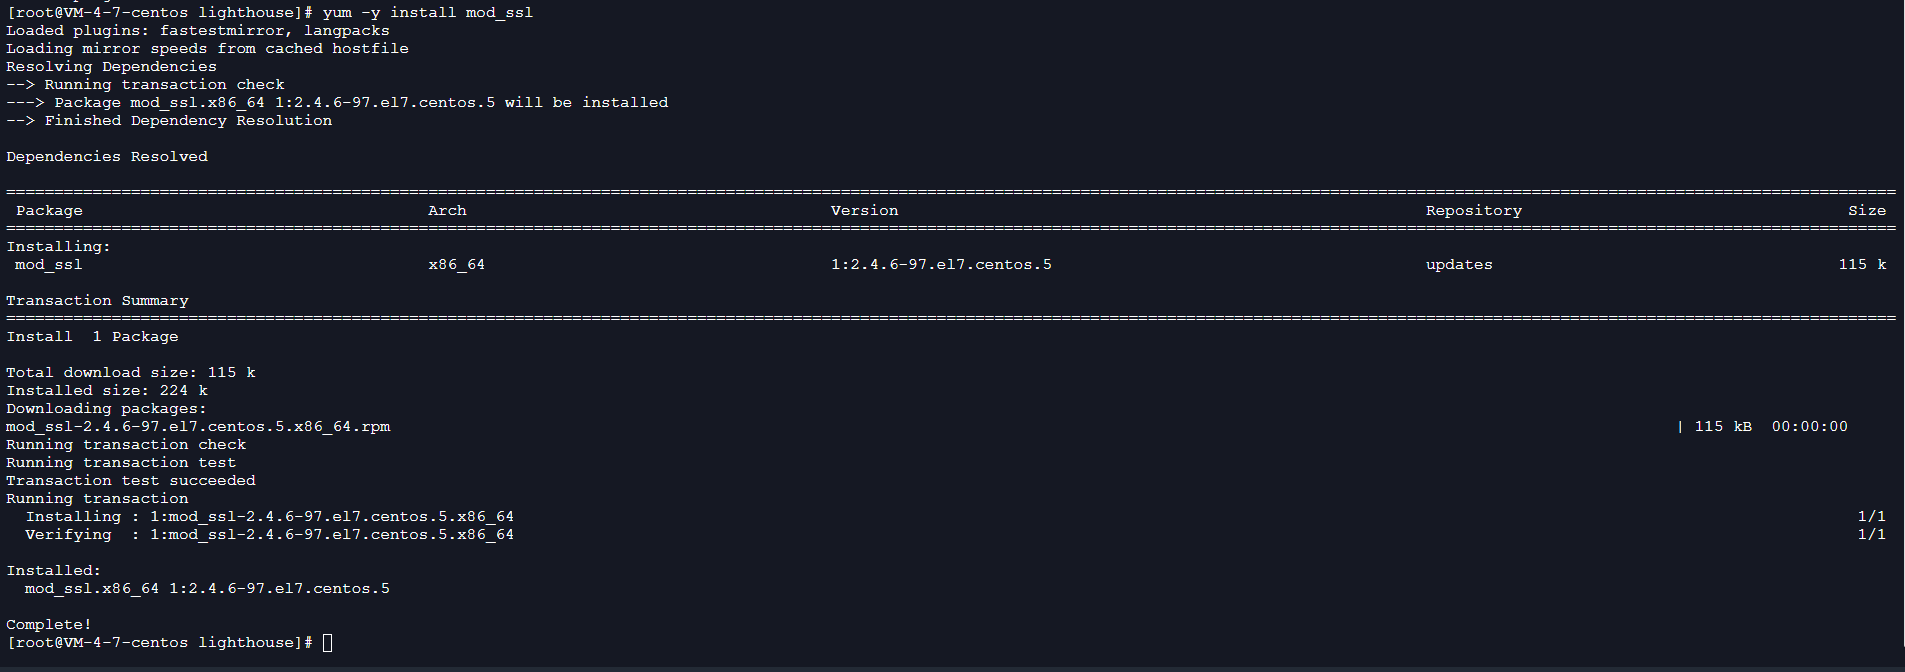 [root@VM-4-7-centos lighthouse]# yum -y install mod_ssl
Loaded plugins: fastestmirror, langpacks
Loading mirror speeds from cached hostfile
Resolving Dependencies
--> Running transaction check
---> Package mod_ssl.x86_64 1:2.4.6-97.el7.centos.5 will be installed
--> Finished Dependency Resolution
Dependencies Resolved
Package Arch Version Repository Size
Installing:
mod_ssl x86_64 1:2.4.6-97.el7.centos.5 updates 115 k
Transaction Summary
Install 1 Package
Total download size: 115 k
Installed size: 224 k
Downloading packages:
mod_ssl-2.4.6-97.el7.centos.5.x86_64.rpm | 115 kB 00:00:00
Running transaction check
Running transaction test
Transaction test succeeded
Running transaction
Installing : 1:mod_ssl-2.4.6-97.el7.centos.5.x86_64 1/1
Verifying : 1:mod_ssl-2.4.6-97.el7.centos.5.x86_64 1/1
Installed:
mod_ssl.x86_64 1:2.4.6-97.el7.centos.5
Complete!
[root@VM-4-7-centos lighthouse]#